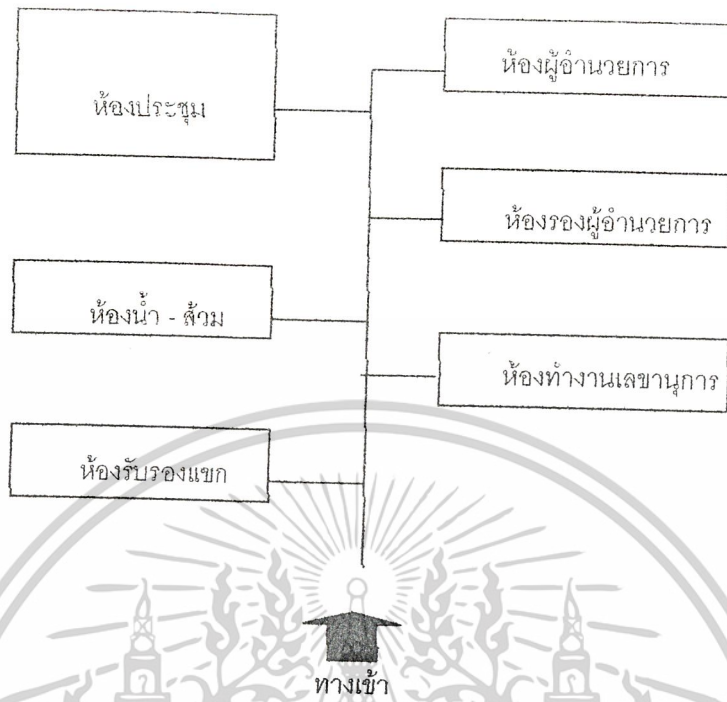 ห้องประชุม
ห้องผู้อำนวยการ
ห้องรองผู้อำนวยการ
ห้องน้ำ - ส้วม
ห้องทำงานเลขานุการ
ห้องรับรองแขก
ทางเข้า